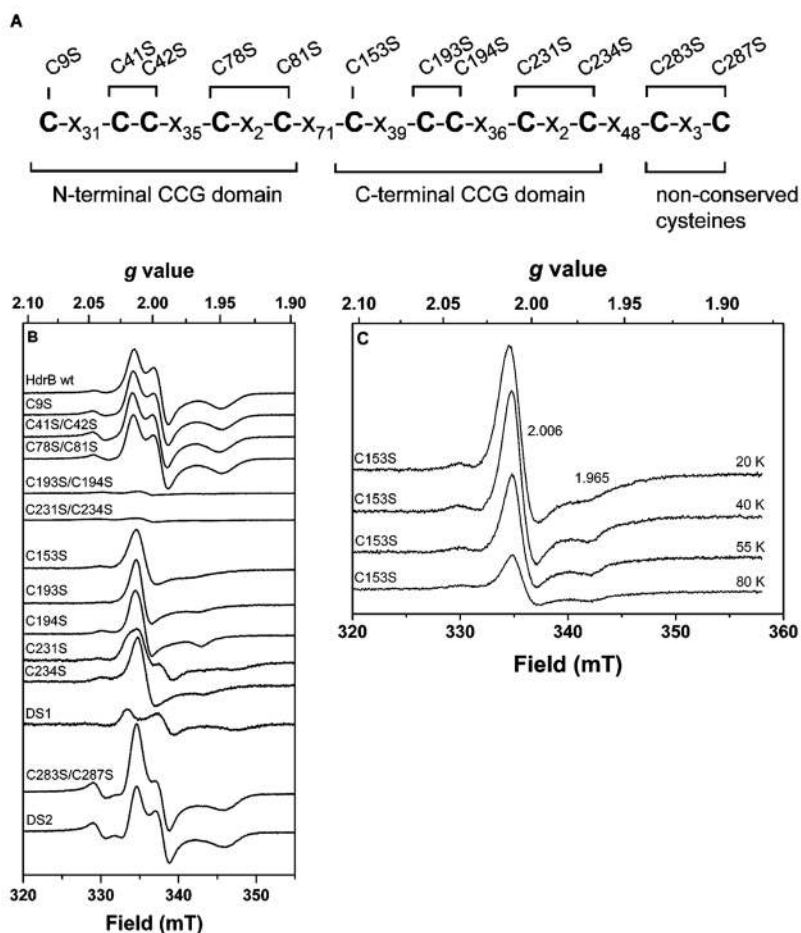 A
C9S C41S C42S C78S C81S C153S C193S C194S C231S C234S C283S C287S
C-x31-C-C-x35-C-x2-C-x71-C-x39-C-C-x36-C-x2-C-x48-C-x3-C
N-terminal CCG domain C-terminal CCG domain non-conserved
cysteines
g value
2.10 2.05 2.00 1.95 1.90
B
HdrB wt
C9S
C41S/C42S
C78S/C81S
C193S/C194S
C231S/C234S
C153S
C193S
C194S
C231S
C234S
DS1
C283S/C287S
DS2
320 330 340 350
Field (mT)
g value
2.10 2.05 2.00 1.95 1.90
C
2.006
1.965
C153S 20 K
C153S 40 K
C153S 55 K
C153S 80 K
320 330 340 350 360
Field (mT)